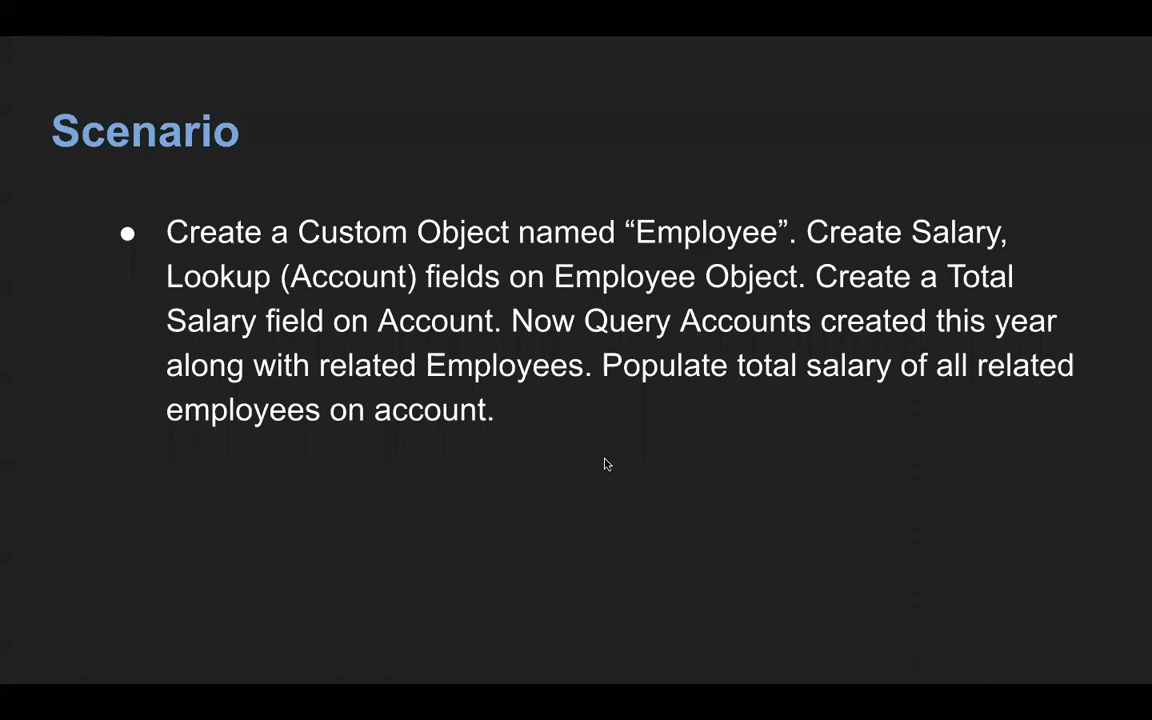 Scenario
● Create a Custom Object named “Employee”. Create Salary,
Lookup (Account) fields on Employee Object. Create a Total
Salary field on Account. Now Query Accounts created this year
along with related Employees. Populate total salary of all related
employees on account.